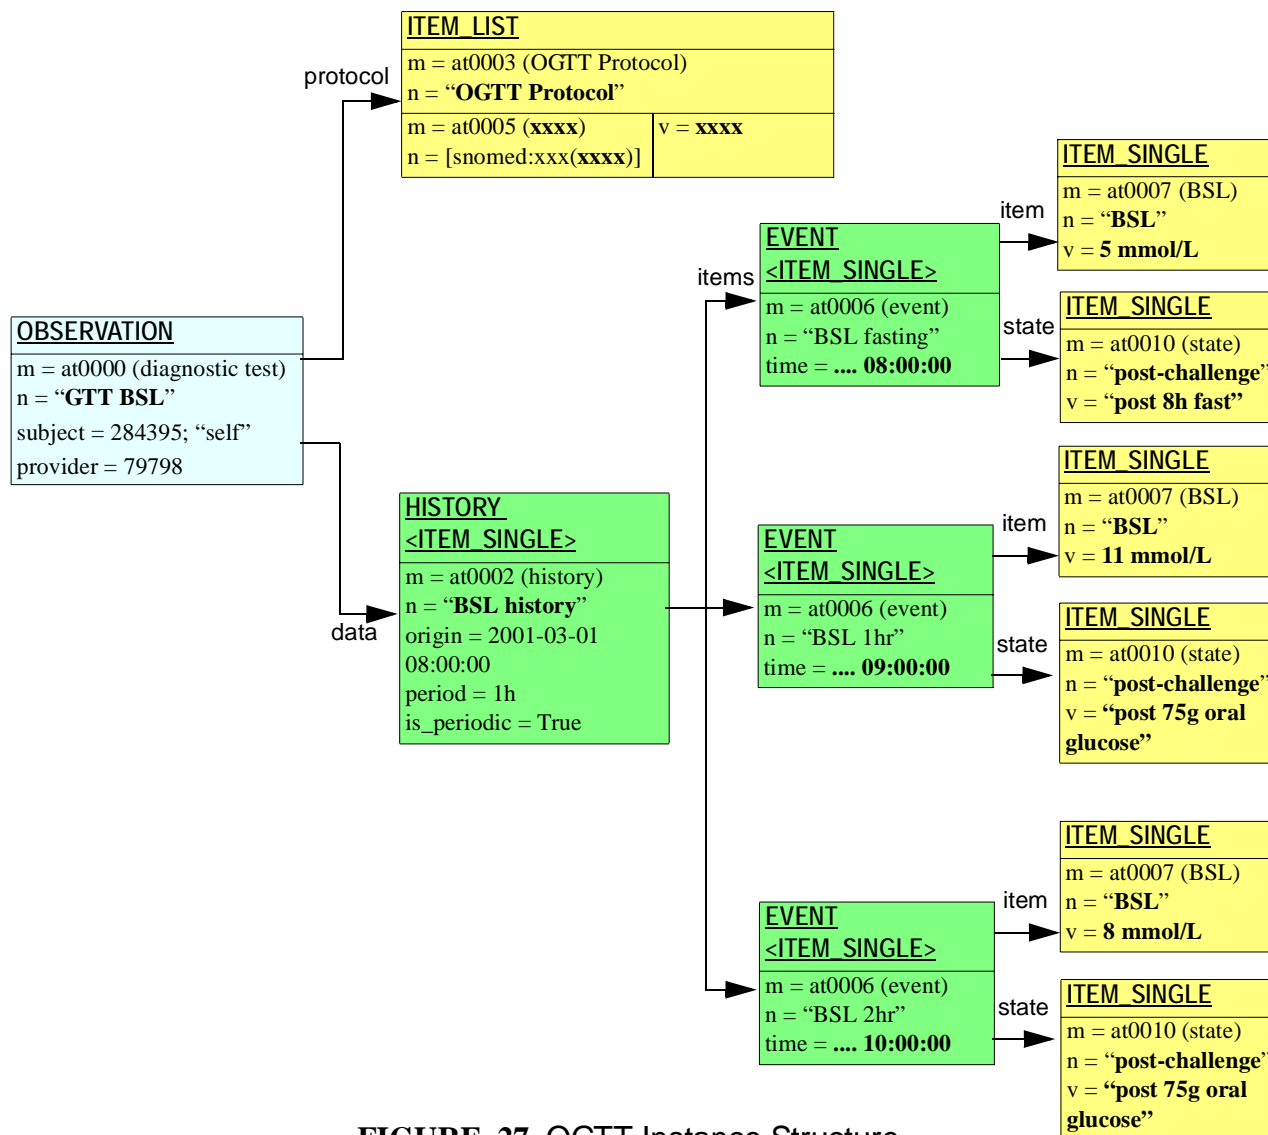 ITEM_LIST
m = at0003 (OGTT Protocol)
n = “OGTT Protocol”
m = at0005 (xxxx)
n = [snomed:xxx(xxxx)]
v = xxxx
protocol
OBSERVATION
m = at0000 (diagnostic test)
n = “GTT BSL”
subject = 284395; “self”
provider = 79798
data
HISTORY
<ITEM_SINGLE>
m = at0002 (history)
n = “BSL history”
origin = 2001-03-01
08:00:00
period = 1h
is_periodic = True
items
EVENT
<ITEM_SINGLE>
m = at0006 (event)
n = “BSL fasting”
time = .... 08:00:00
item
ITEM_SINGLE
m = at0007 (BSL)
n = “BSL”
v = 5 mmol/L
state
ITEM_SINGLE
m = at0010 (state)
n = “post-challenge”
v = “post 8h fast”
EVENT
<ITEM_SINGLE>
m = at0006 (event)
n = “BSL 1hr”
time = .... 09:00:00
item
ITEM_SINGLE
m = at0007 (BSL)
n = “BSL”
v = 11 mmol/L
state
ITEM_SINGLE
m = at0010 (state)
n = “post-challenge”
v = “post 75g oral
glucose”
EVENT
<ITEM_SINGLE>
m = at0006 (event)
n = “BSL 2hr”
time = .... 10:00:00
item
ITEM_SINGLE
m = at0007 (BSL)
n = “BSL”
v = 8 mmol/L
state
ITEM_SINGLE
m = at0010 (state)
n = “post-challenge”
v = “post 75g oral
glucose”
FIGURE 27 OGTT Instance Structure